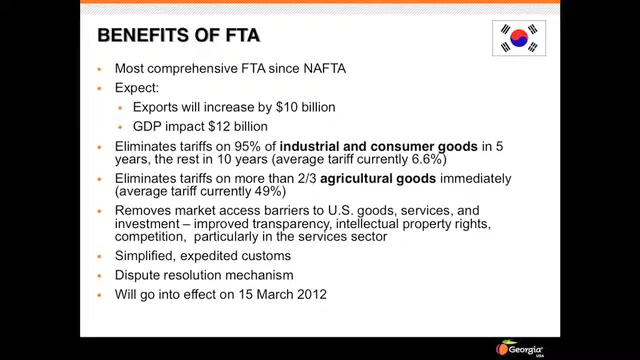 BENEFITS OF FTA
Most comprehensive FTA since NAFTA
Expect:
Exports will increase by $10 billion
GDP impact $12 billion
Eliminates tariffs on 95% of industrial and consumer goods in 5
years, the rest in 10 years (average tariff currently 6.6%)
Eliminates tariffs on more than 2/3 agricultural goods immediately
(average tariff currently 49%)
Removes market access barriers to U.S. goods, services, and
investment – improved transparency, intellectual property rights,
competition, particularly in the services sector
Simplified, expedited customs
Dispute resolution mechanism
Will go into effect on 15 March 2012
Georgia
USA